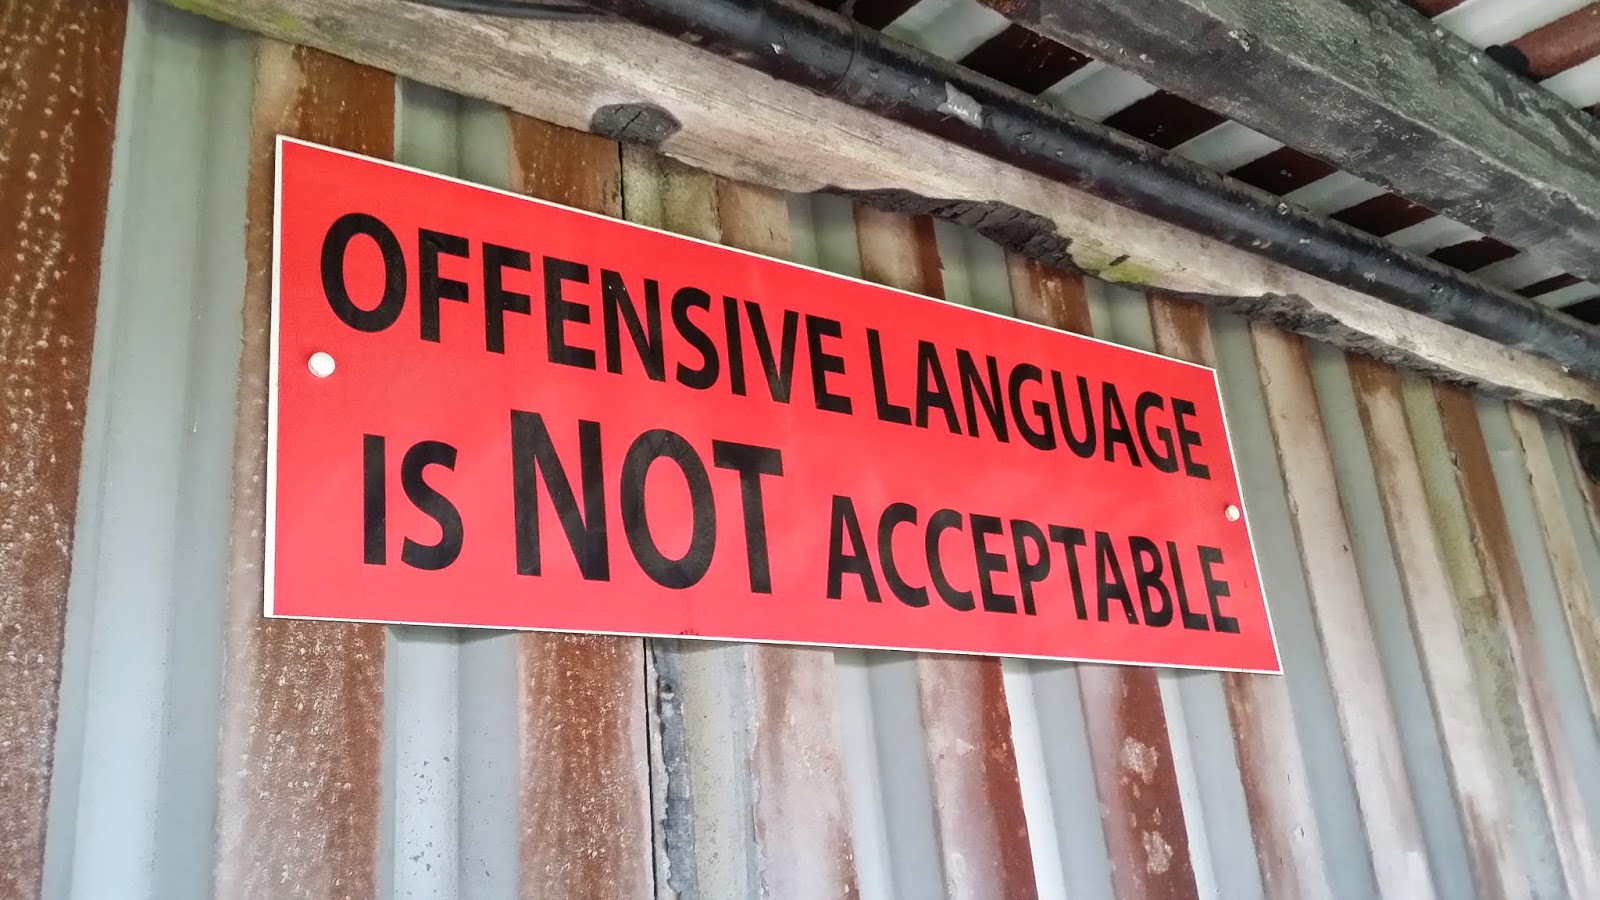 OFFENSIVE LANGUAGE
IS NOT ACCEPTABLE